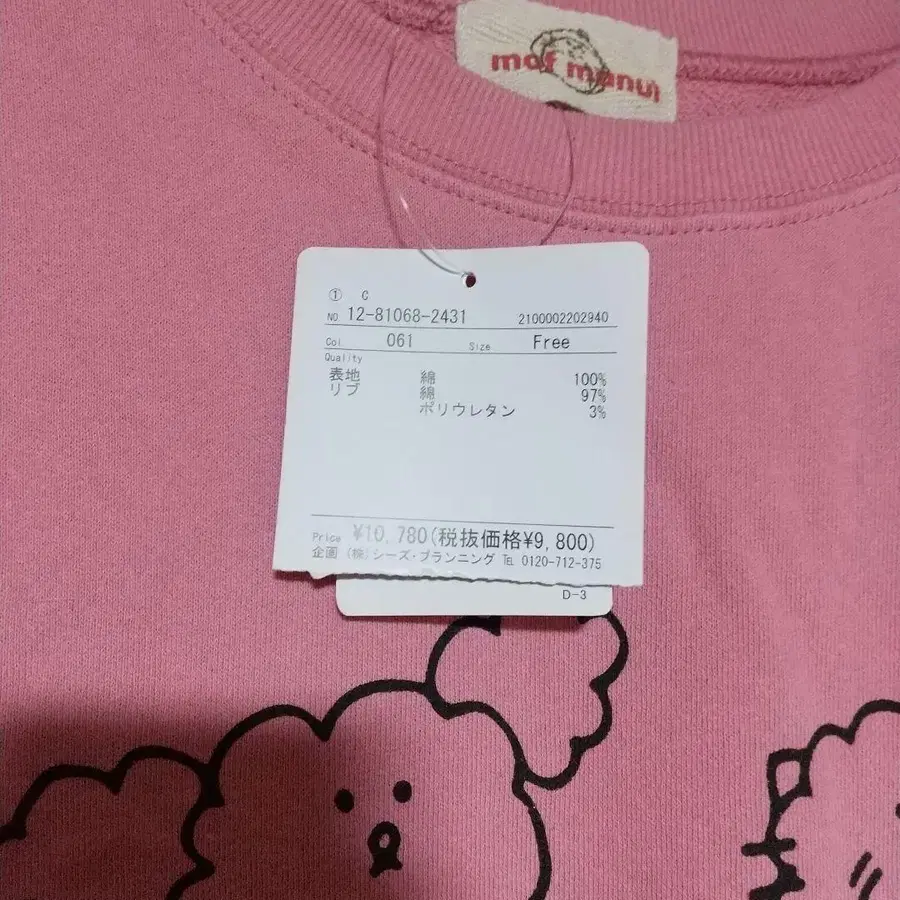 mof manui
① C
NO 12-81068-2431 2100002202940
Col. 061 Size Free
Quality
表地 綿 100%
リブ 綿 97%
ポリウレタン 3%
Price ¥10,780(税抜価格¥9,800)
企画 (株)シーズ・プランニング ℡ 0120-712-375
D-3